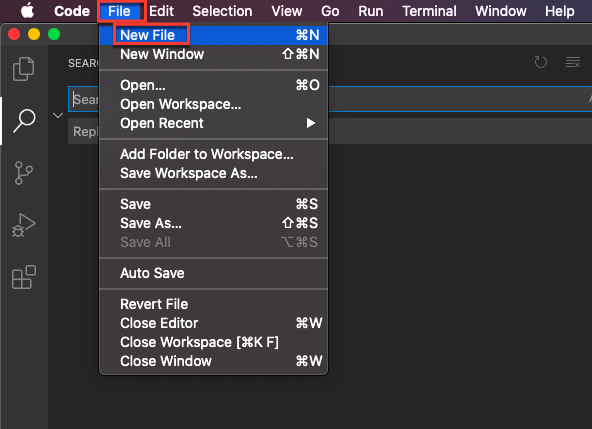 Code File Edit Selection View Go Run Terminal Window Help
New File ⌘N
New Window ⇧⌘N
Open... ⌘O
Open Workspace...
Open Recent
Add Folder to Workspace...
Save Workspace As...
Save ⌘S
Save As... ⇧⌘S
Save All ⌥⌘S
Auto Save
Revert File
Close Editor ⌘W
Close Workspace [⌘K F]
Close Window ⌘W
SEAR
Sea
Repl